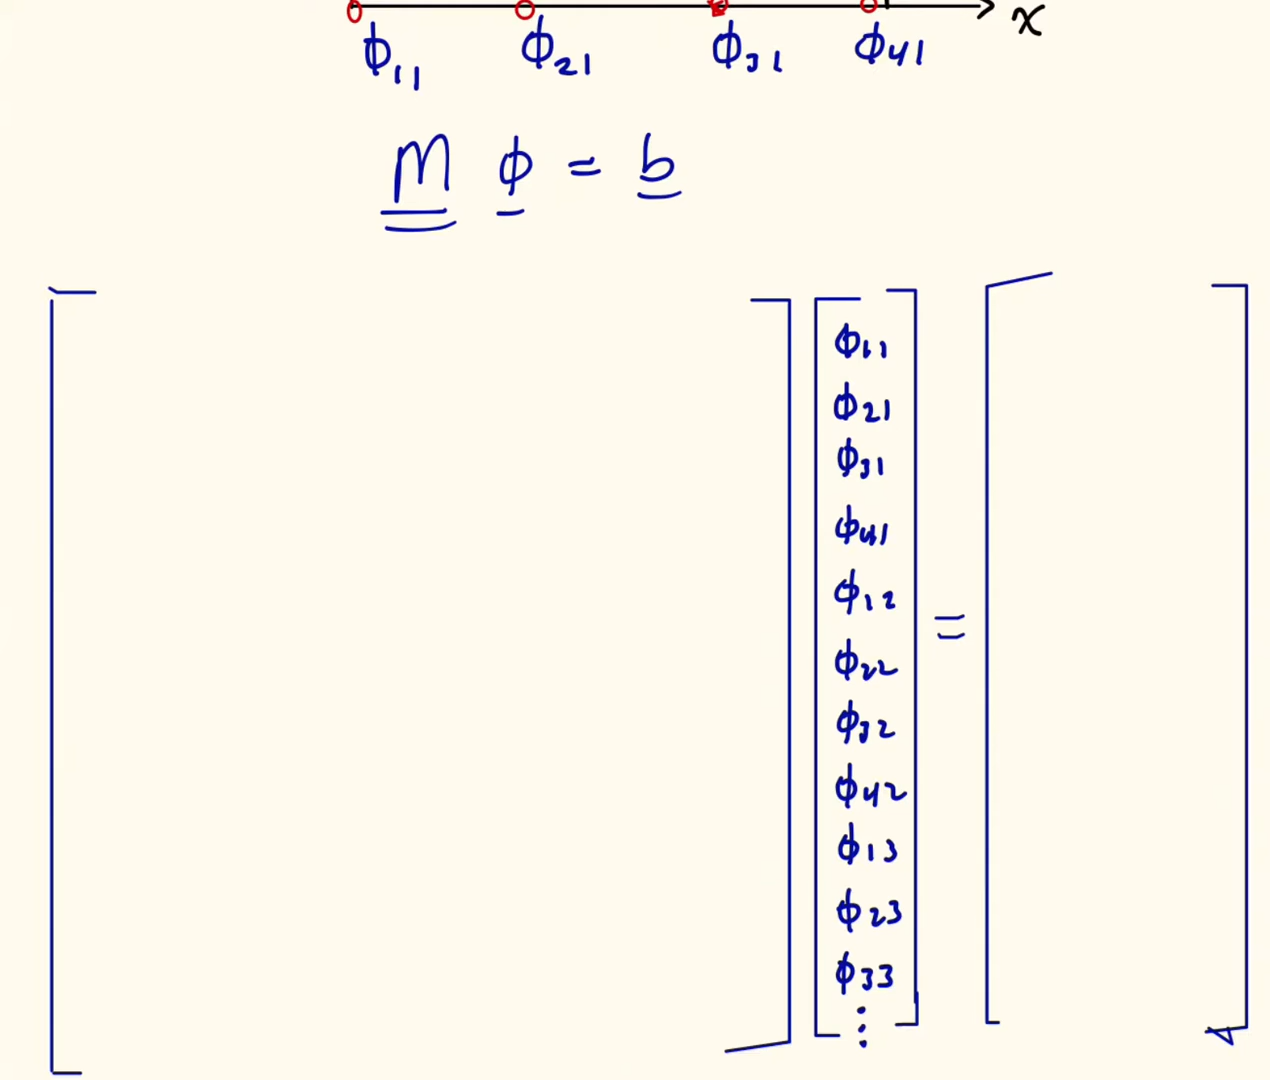 x
ϕ₁₁ ϕ₂₁ ϕ₃₁ ϕ₄₁
M ϕ = b
ϕ₁₁
ϕ₂₁
ϕ₃₁
ϕ₄₁
ϕ₁₂
=
ϕ₂₂
ϕ₃₂
ϕ₄₂
ϕ₁₃
ϕ₂₃
ϕ₃₃
⋮